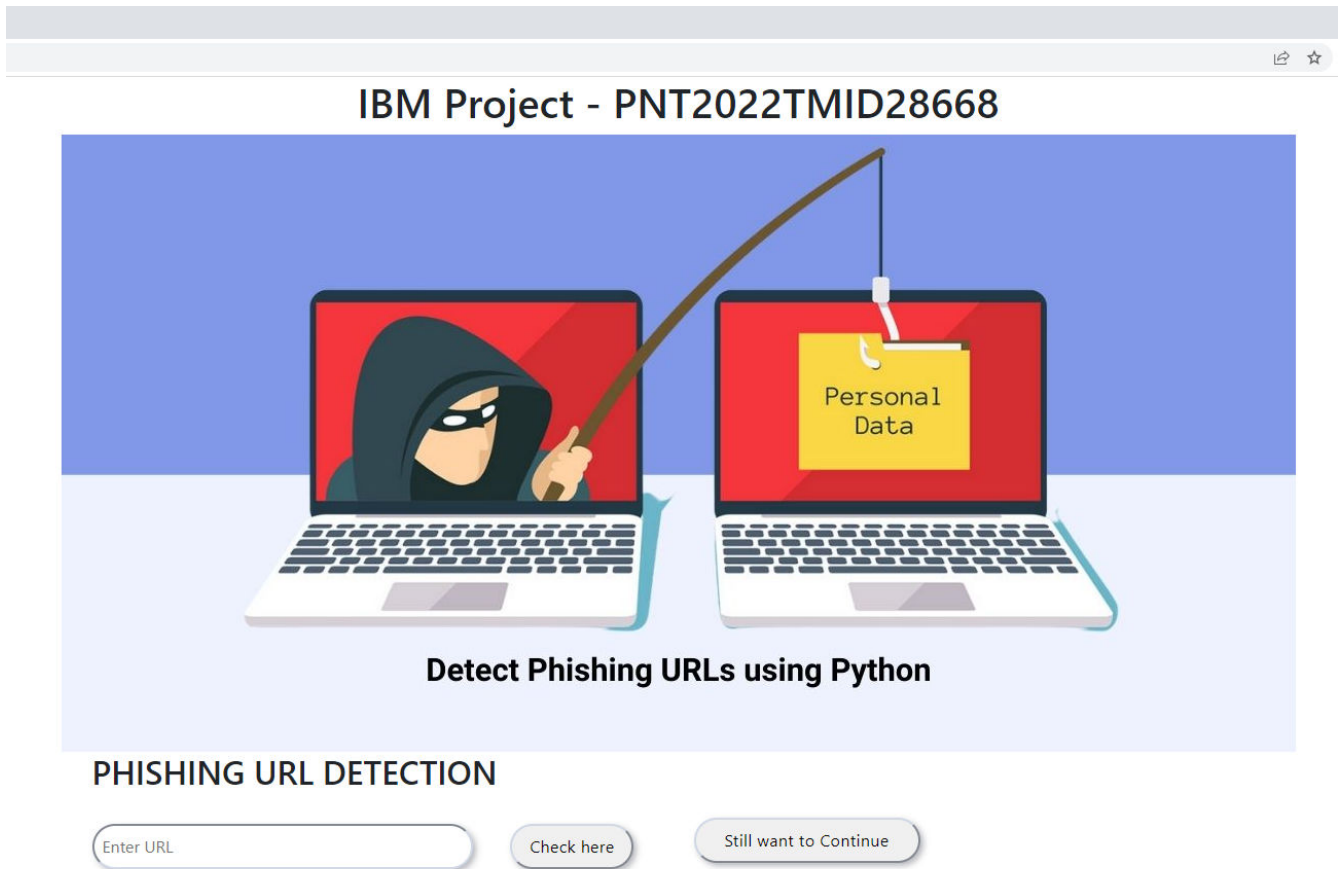 IBM Project - PNT2022TMID28668
Personal
Data
Detect Phishing URLs using Python
PHISHING URL DETECTION
Enter URL
Check here
Still want to Continue